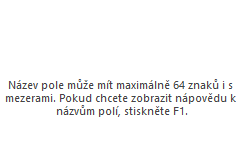 Název pole může mít maximálně 64 znaků i s
mezerami. Pokud chcete zobrazit nápovědu k
názvům polí, stiskněte F1.